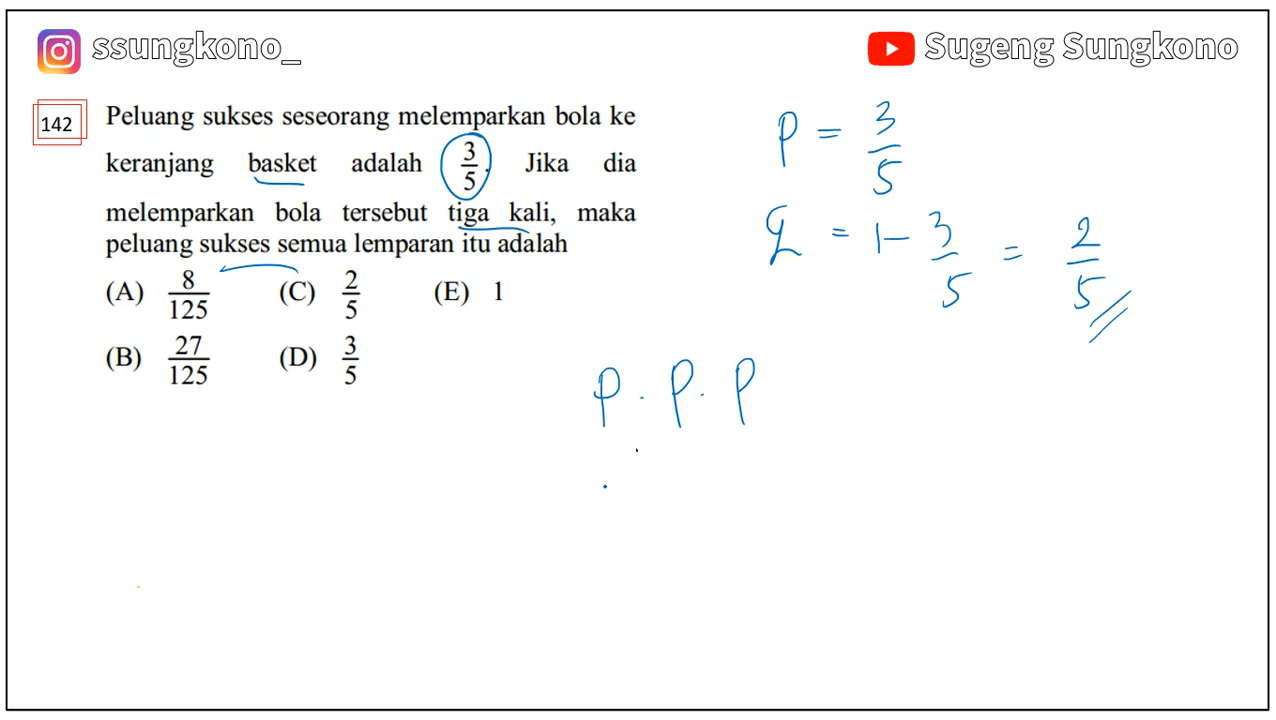 ssungkono_
Sugeng Sungkono
142
Peluang sukses seseorang melemparkan bola ke
keranjang basket adalah 3/5. Jika dia
melemparkan bola tersebut tiga kali, maka
peluang sukses semua lemparan itu adalah
(A) 8/125 (C) 2/5 (E) 1
(B) 27/125 (D) 3/5
p = 3/5
q = 1 - 3/5 = 2/5
p . p . p